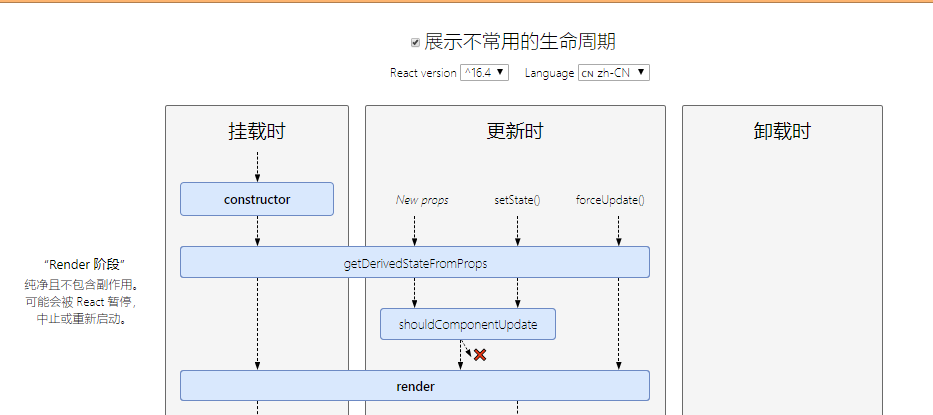 展示不常用的生命周期
React version ^16.4 Language CN zh-CN
挂载时
更新时
卸载时
constructor
New props
setState()
forceUpdate()
getDerivedStateFromProps
“Render 阶段”
纯净且不包含副作用。
可能会被 React 暂停，
中止或重新启动。
shouldComponentUpdate
render